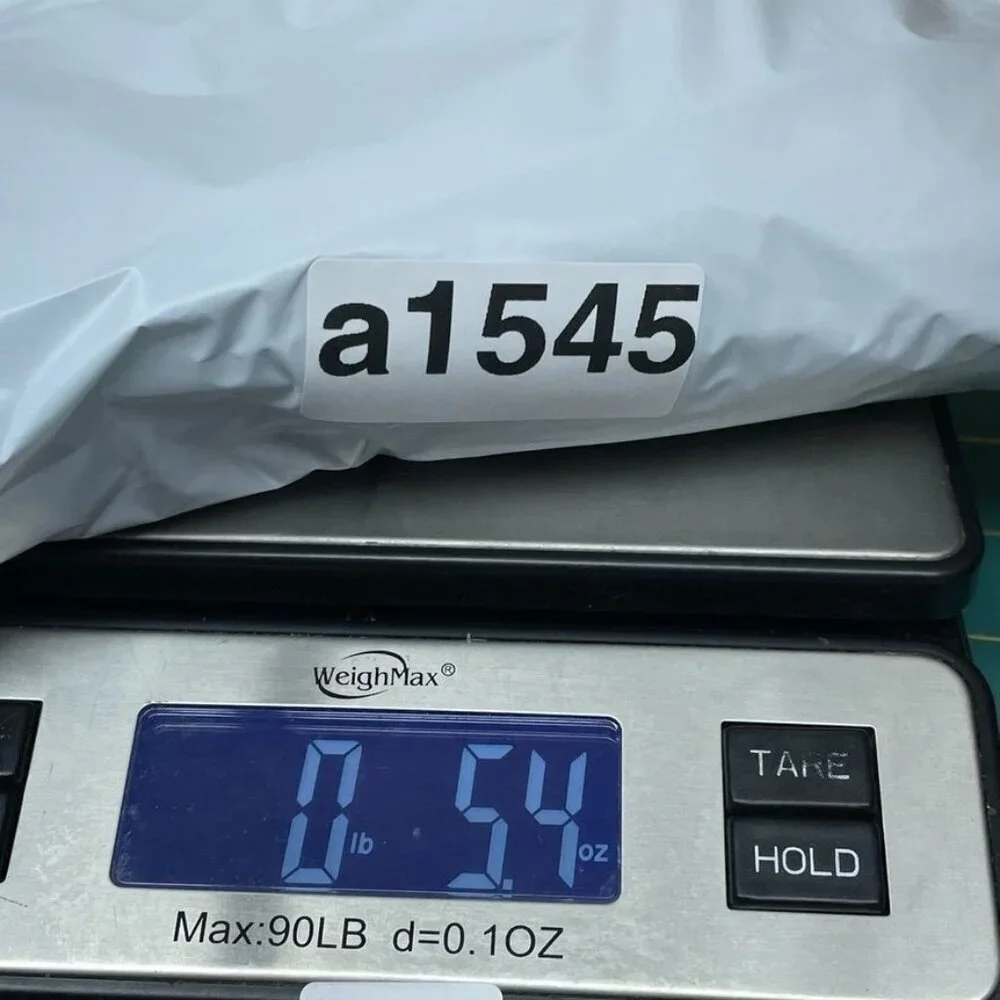 a1545
WeighMax®
0 lb 5.4 oz
TARE
HOLD
Max:90LB d=0.1OZ